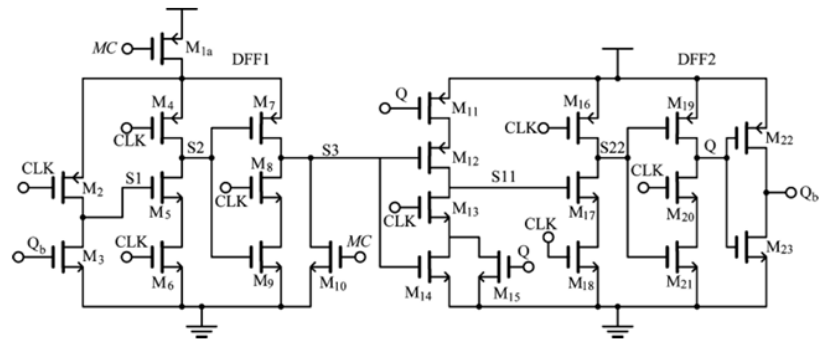 MC
M1a
DFF1
DFF2
M4
M7
Q
M11
M16
M19
CLK
CLK
S2
S3
M12
S22
Q
M22
CLK
M2
S1
M5
M8
CLK
S11
M13
CLK
M17
CLK
M20
Qb
CLK
M23
Qb
M3
CLK
M6
M9
MC
M10
M14
Q
M15
M18
M21